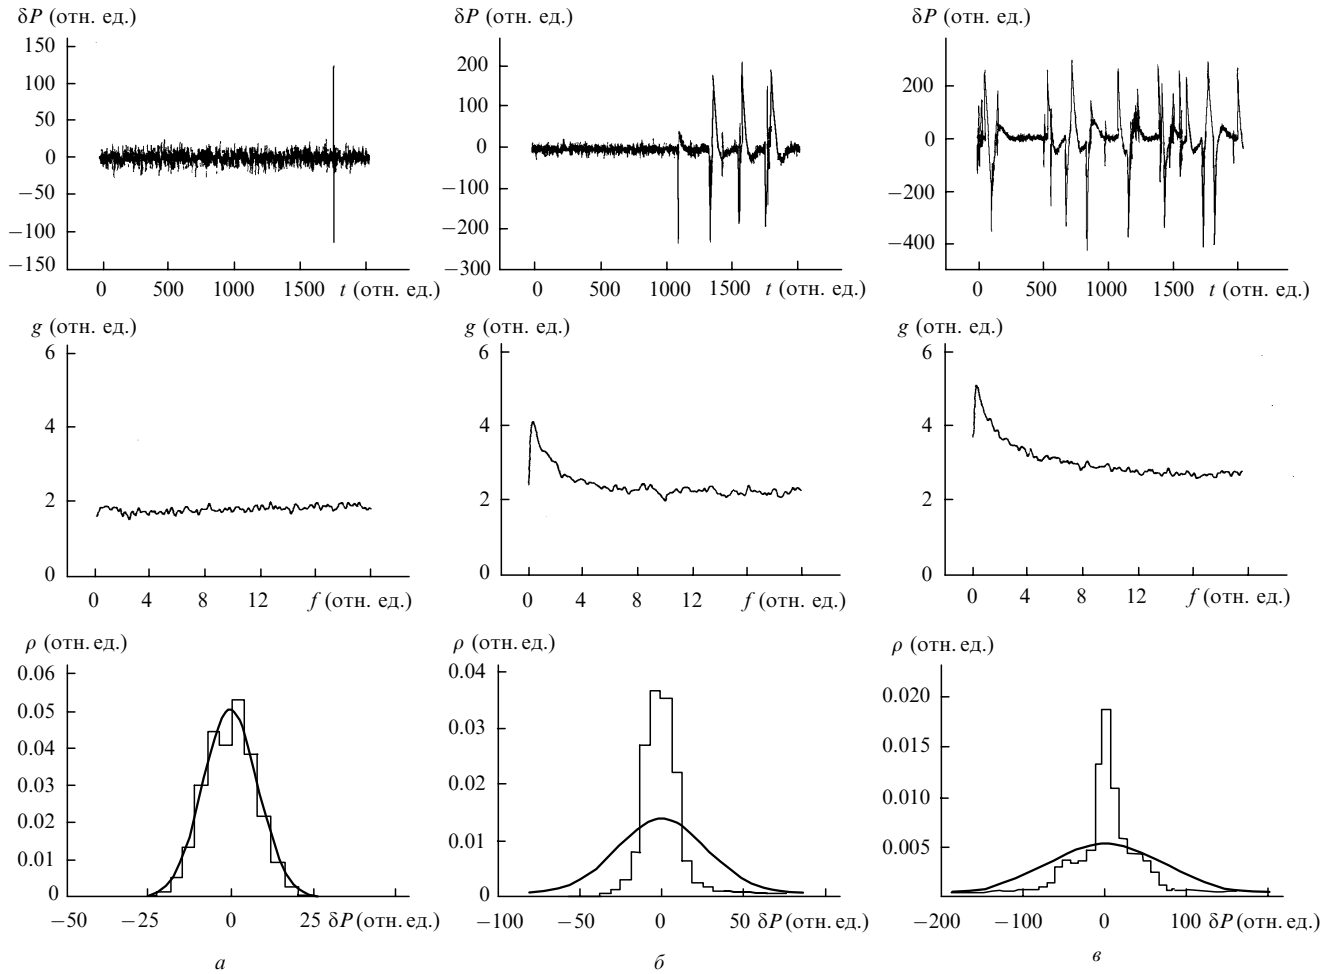 δP (отн. ед.)
150
100
50
0
−50
−100
−150
0 500 1000 1500 t (отн. ед.)
δP (отн. ед.)
200
100
0
−100
−200
−300
0 500 1000 t (отн. ед.)
δP (отн. ед.)
200
0
−200
−400
0 500 1000 1500 t (отн. ед.)
g (отн. ед.)
6
4
2
0
0 4 8 12 f (отн. ед.)
g (отн. ед.)
6
4
2
0
0 4 8 12 f (отн. ед.)
g (отн. ед.)
6
4
2
0
0 4 8 12 f (отн. ед.)
ρ (отн. ед.)
0.06
0.05
0.04
0.03
0.02
0.01
0
−50 −25 0 25 δP (отн. ед.)
а
ρ (отн. ед.)
0.04
0.03
0.02
0.01
0
−100 −50 0 50 δP (отн. ед.)
б
ρ (отн. ед.)
0.020
0.015
0.010
0.005
−200 −100 0 100 δP (отн. ед.)
в